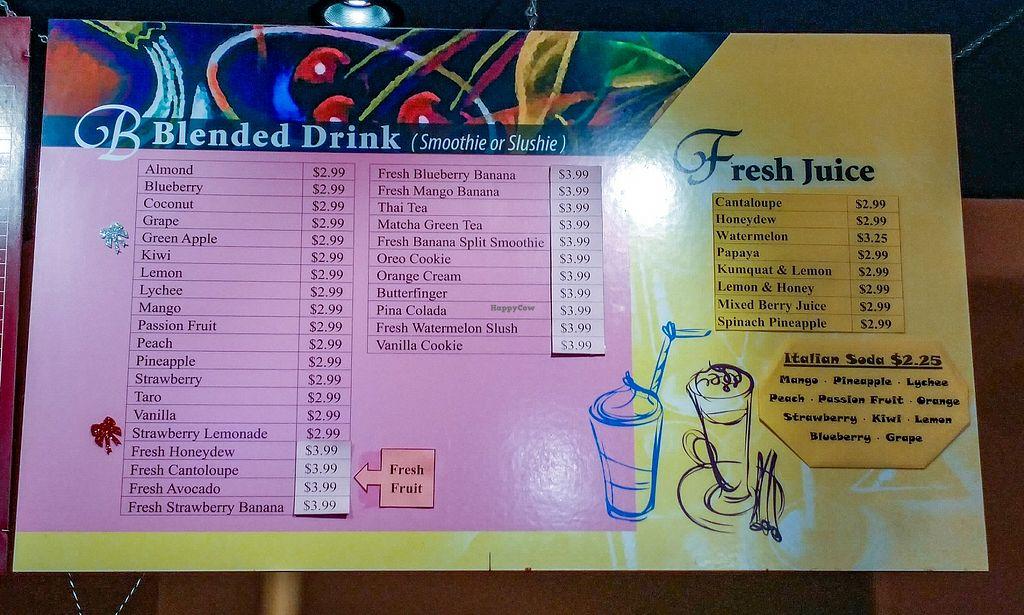 B Blended Drink ( Smoothie or Slushie )
Almond $2.99
Blueberry $2.99
Coconut $2.99
Grape $2.99
Green Apple $2.99
Kiwi $2.99
Lemon $2.99
Lychee $2.99
Mango $2.99
Passion Fruit $2.99
Peach $2.99
Pineapple $2.99
Strawberry $2.99
Taro $2.99
Vanilla $2.99
Strawberry Lemonade $2.99
Fresh Honeydew $3.99
Fresh Cantoloupe $3.99
Fresh Avocado $3.99
Fresh Strawberry Banana $3.99
Fresh
Fruit
Fresh Blueberry Banana $3.99
Fresh Mango Banana $3.99
Thai Tea $3.99
Matcha Green Tea $3.99
Fresh Banana Split Smoothie $3.99
Oreo Cookie $3.99
Orange Cream $3.99
Butterfinger $3.99
Pina Colada $3.99
Fresh Watermelon Slush $3.99
Vanilla Cookie $3.99
HappyCow
Fresh Juice
Cantaloupe $2.99
Honeydew $2.99
Watermelon $3.25
Papaya $2.99
Kumquat & Lemon $2.99
Lemon & Honey $2.99
Mixed Berry Juice $2.99
Spinach Pineapple $2.99
Italian Soda $2.25
Mango · Pineapple · Lychee
Peach · Passion Fruit · Orange
Strawberry · Kiwi · Lemon
Blueberry · Grape